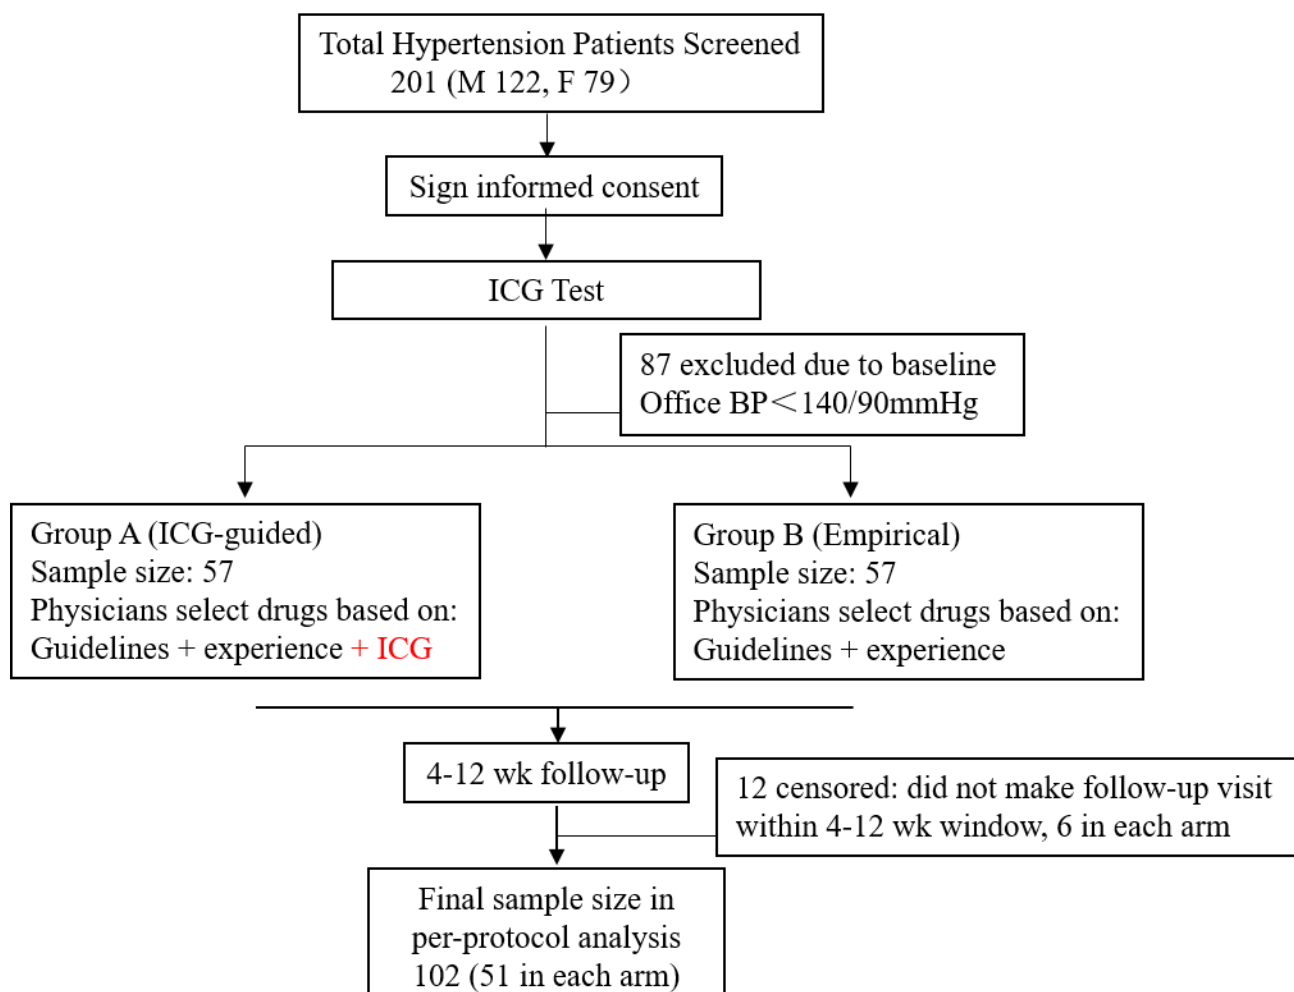 Total Hypertension Patients Screened
201 (M 122, F 79）
Sign informed consent
ICG Test
87 excluded due to baseline
Office BP＜140/90mmHg
Group A (ICG-guided)
Sample size: 57
Physicians select drugs based on:
Guidelines + experience + ICG
Group B (Empirical)
Sample size: 57
Physicians select drugs based on:
Guidelines + experience
4-12 wk follow-up
12 censored: did not make follow-up visit
within 4-12 wk window, 6 in each arm
Final sample size in
per-protocol analysis
102 (51 in each arm)